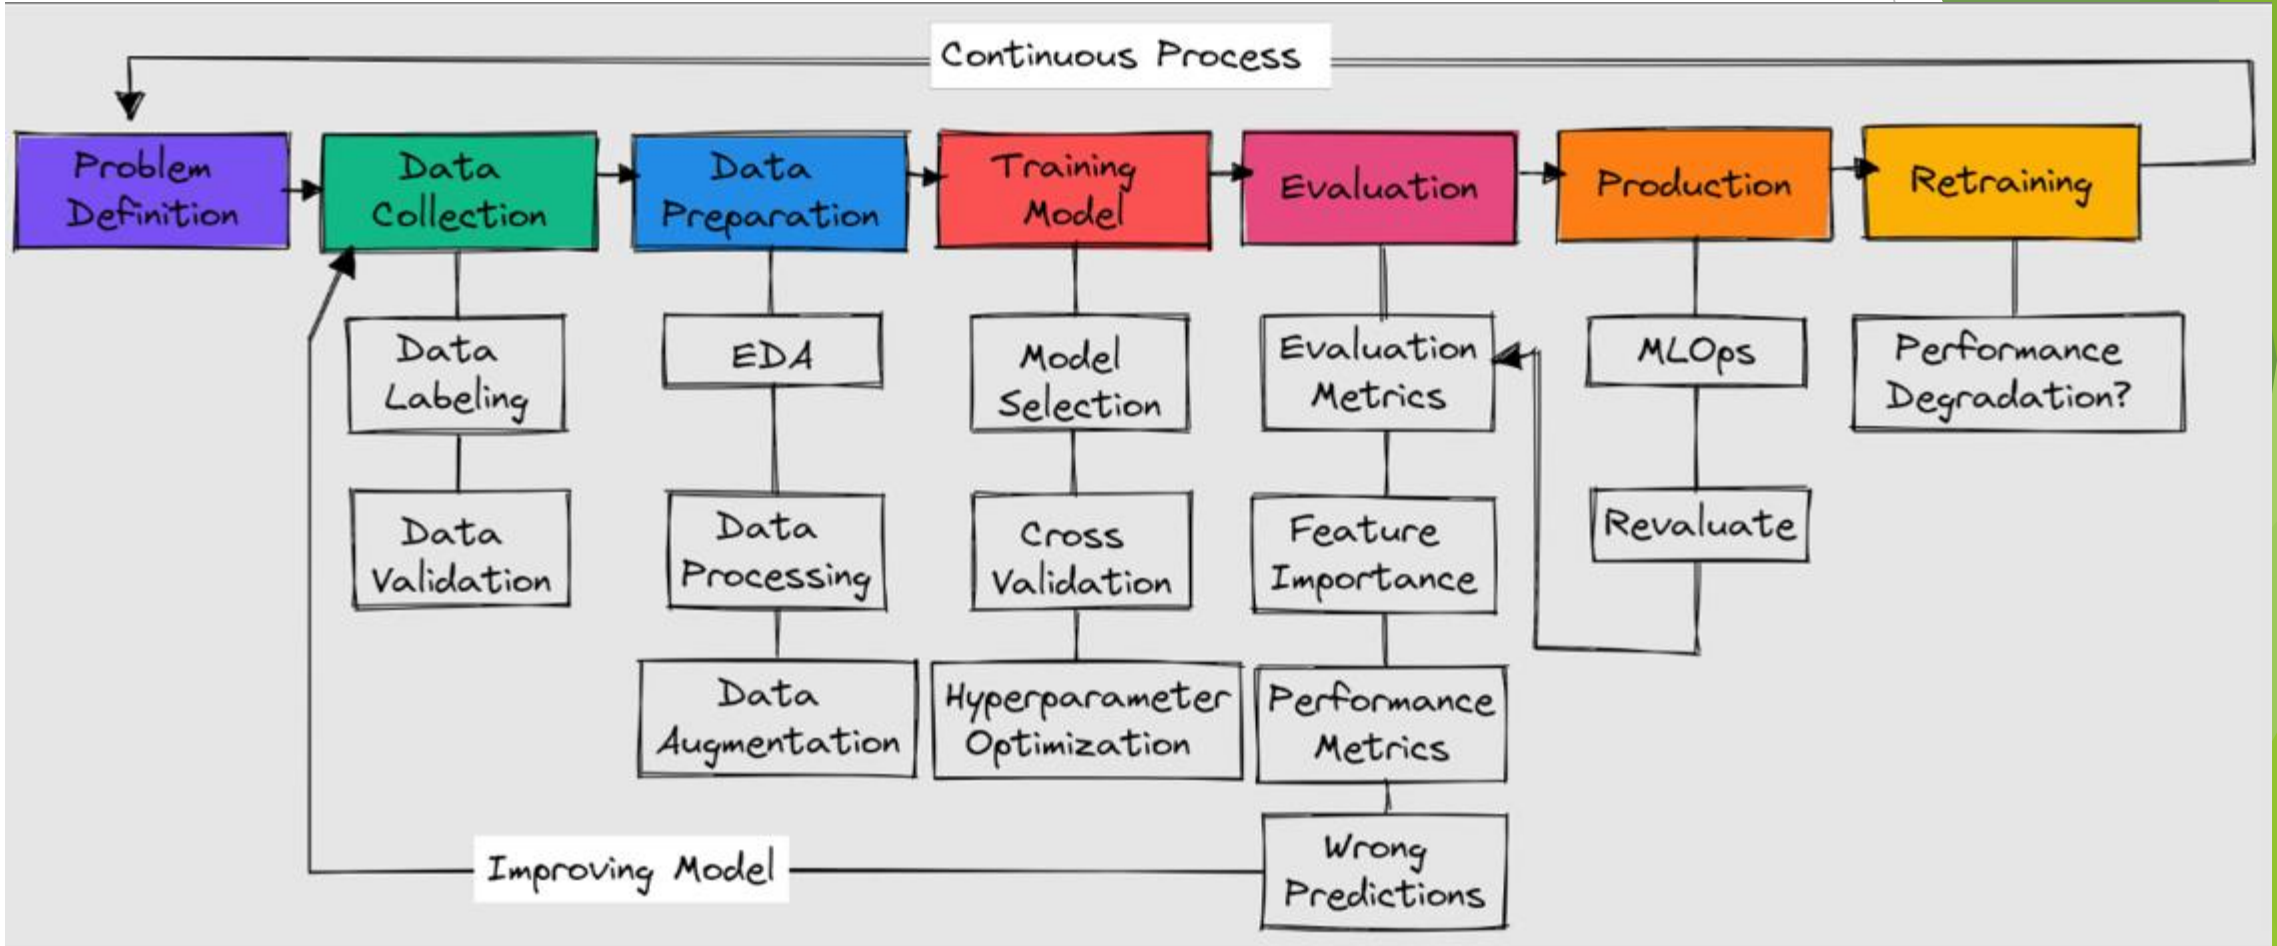 Continuous Process
Problem
Definition
Data
Collection
Data
Preparation
Training
Model
Evaluation
Production
Retraining
Data
Labeling
Data
Validation
EDA
Data
Processing
Data
Augmentation
Model
Selection
Cross
Validation
Hyperparameter
Optimization
Evaluation
Metrics
Feature
Importance
Performance
Metrics
Wrong
Predictions
MLOps
Revaluate
Performance
Degradation?
Improving Model